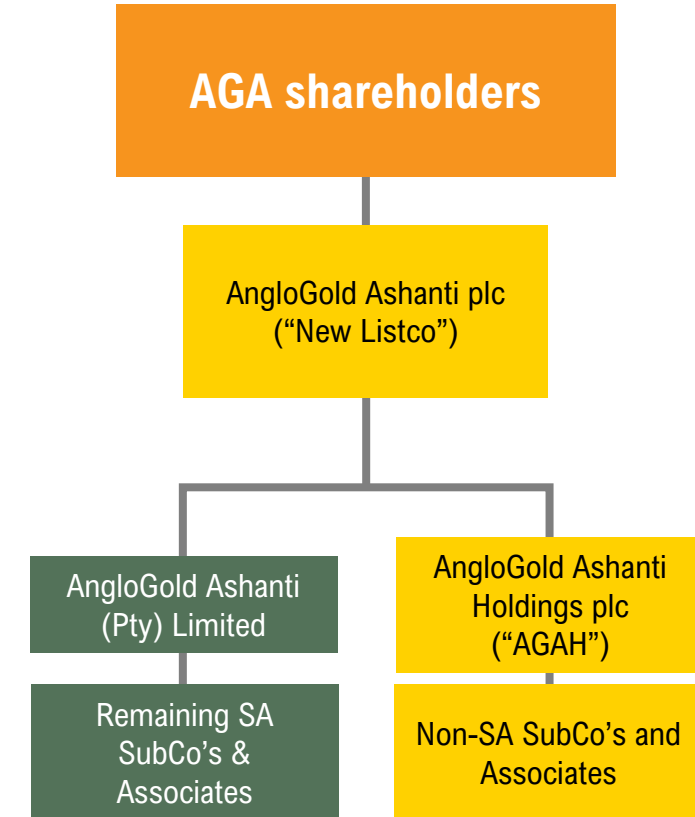 AGA shareholders
AngloGold Ashanti plc
(“New Listco”)
AngloGold Ashanti
(Pty) Limited
AngloGold Ashanti
Holdings plc
(“AGAH”)
Remaining SA
SubCo’s &
Associates
Non-SA SubCo’s and
Associates